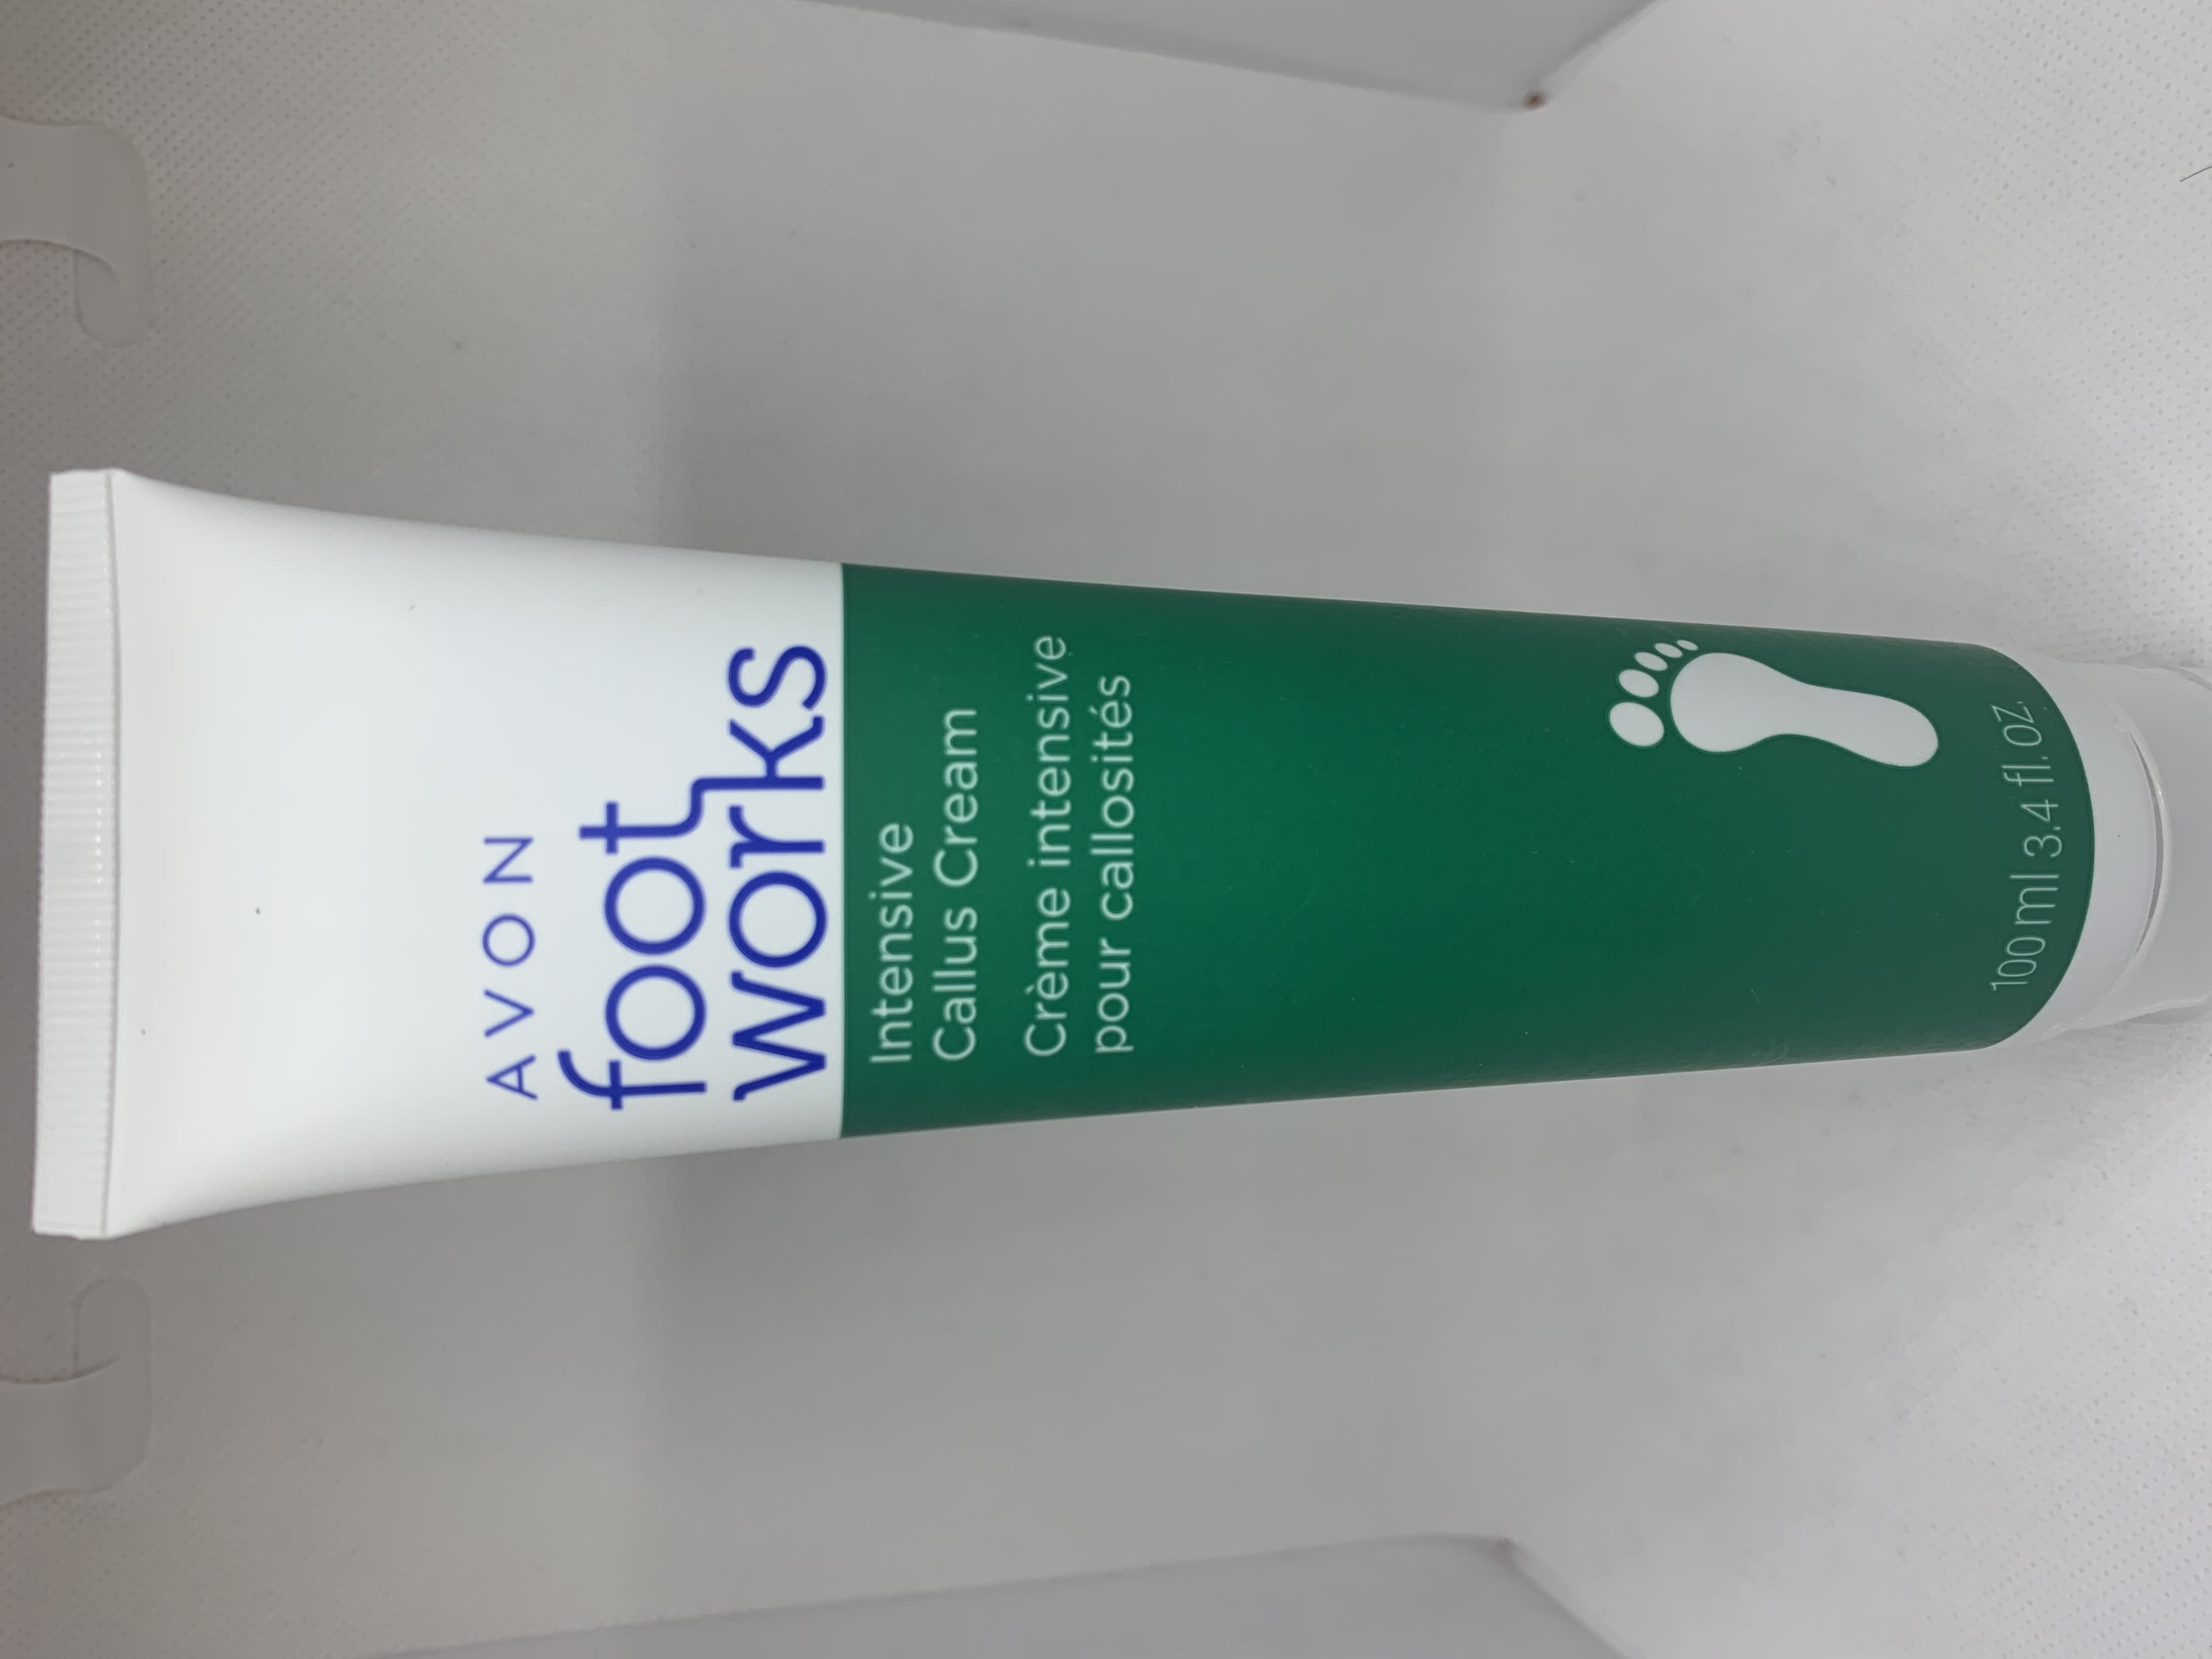 AVON
foot
works
Intensive
Callus Cream
Crème intensive
pour callosités
100 ml 3.4 fl. oz.